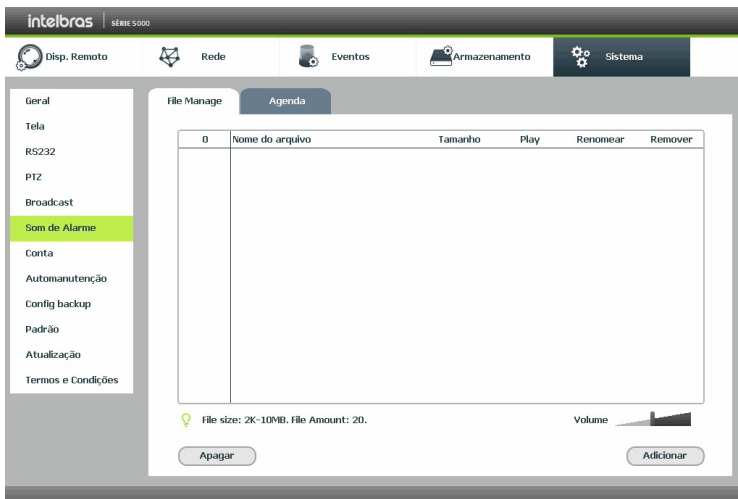 intelbras SÉRIE 5000
Disp. Remoto Rede Eventos Armazenamento Sistema
Geral
Tela
RS232
PTZ
Broadcast
Som de Alarme
Conta
Automanutenção
Config backup
Padrão
Atualização
Termos e Condições
File Manage Agenda
0 Nome do arquivo Tamanho Play Renomear Remover
File size: 2K-10MB. File Amount: 20. Volume
Apagar Adicionar